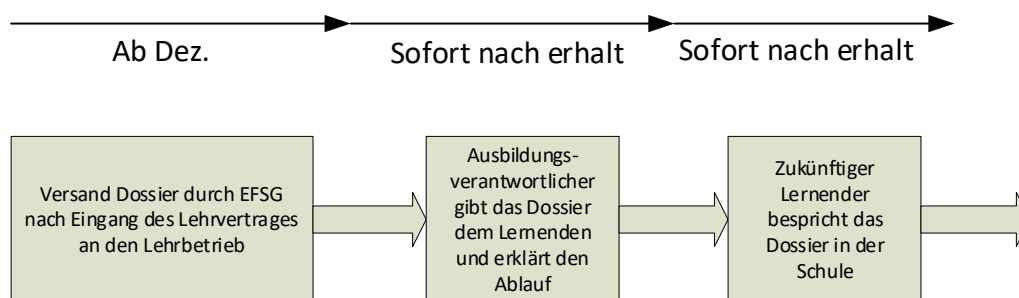 Ab Dez.
Sofort nach erhalt
Sofort nach erhalt
Versand Dossier durch EFSG
nach Eingang des Lehrvertrages
an den Lehrbetrieb
Ausbildungs-
verantwortlicher
gibt das Dossier
dem Lernenden
und erklärt den
Ablauf
Zukünftiger
Lernender
bespricht das
Dossier in der
Schule